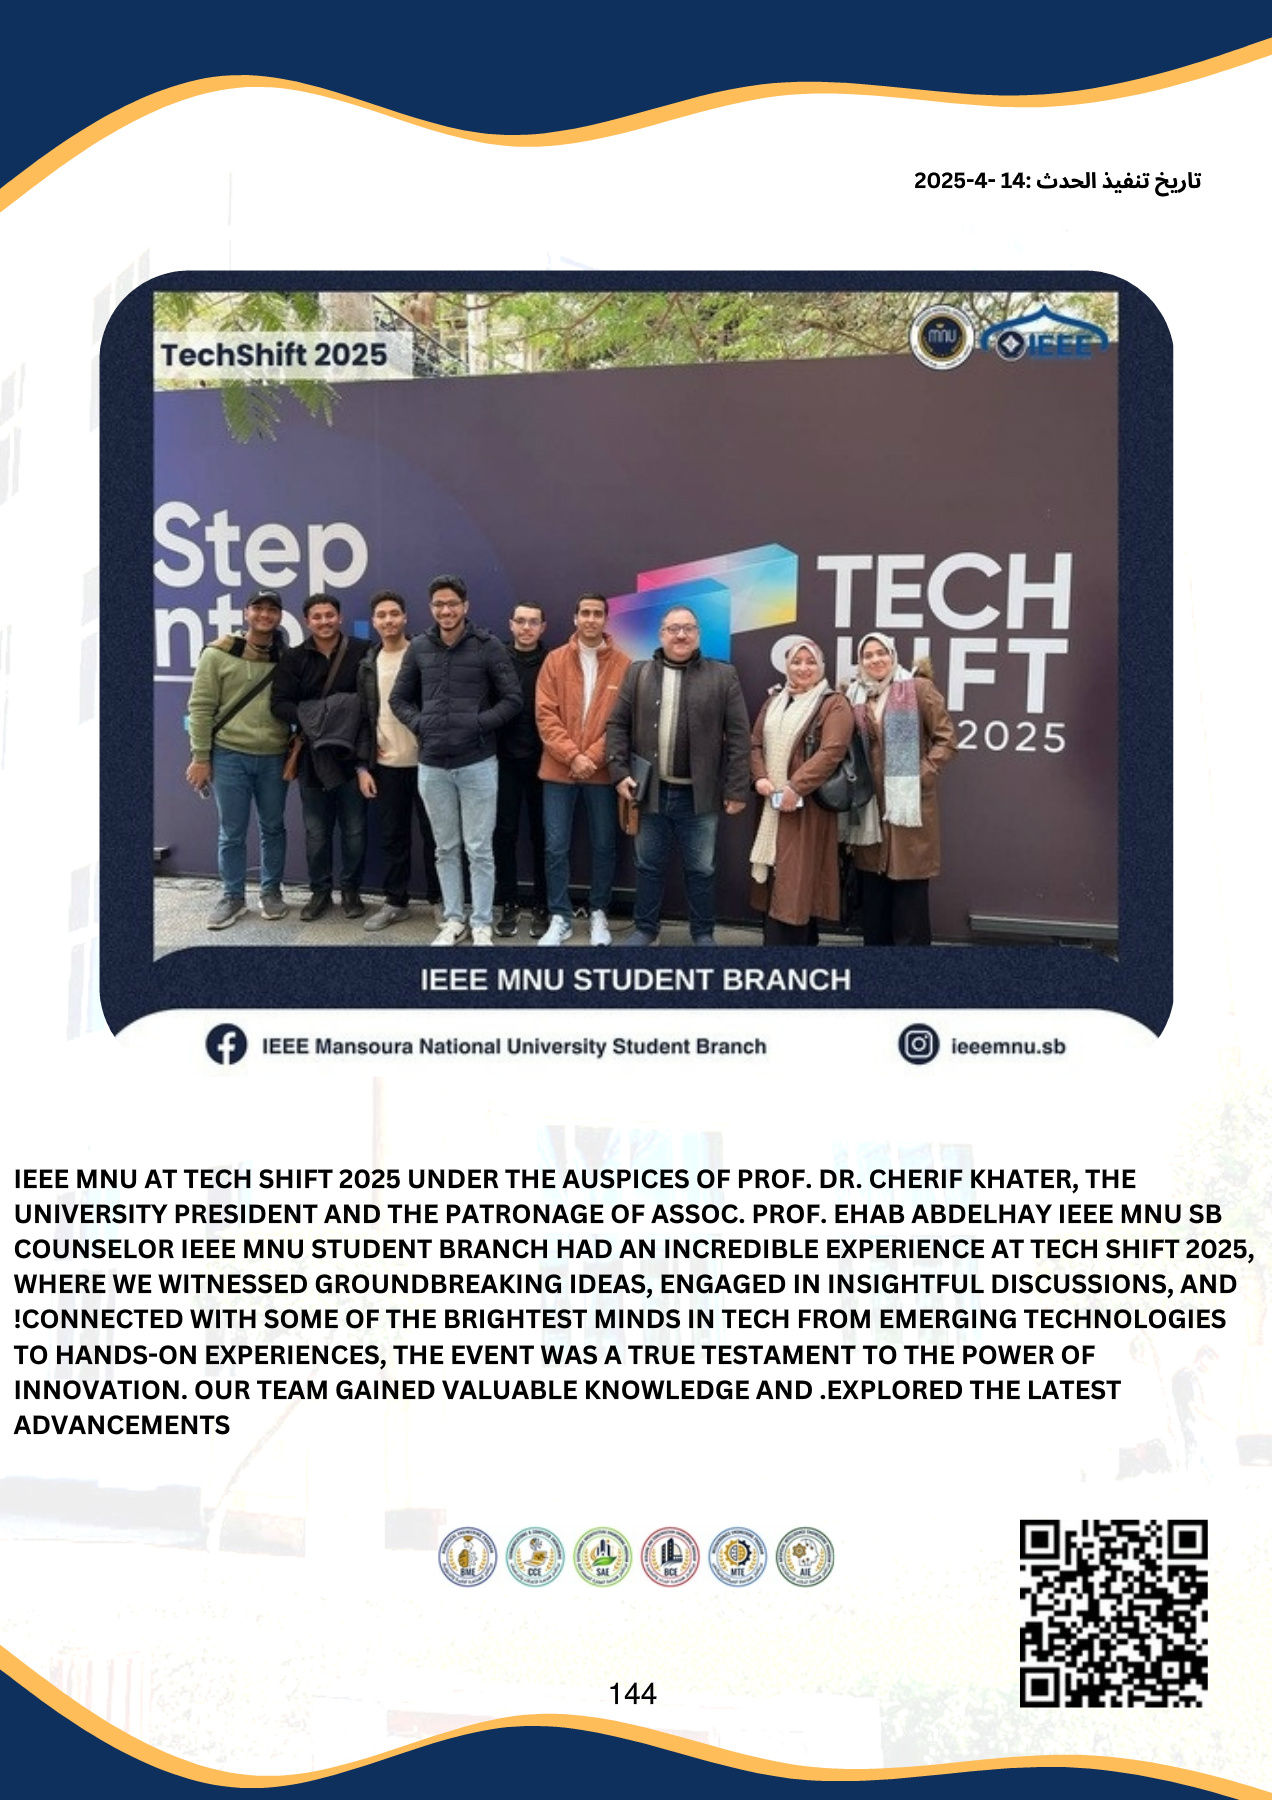 تاريخ تنفيذ الحدث :14 -4-2025
TechShift 2025
mnu
IEEE
Step
nto
TECH
SHIFT
2025
IEEE MNU STUDENT BRANCH
IEEE Mansoura National University Student Branch
ieeemnu.sb
IEEE MNU AT TECH SHIFT 2025 UNDER THE AUSPICES OF PROF. DR. CHERIF KHATER, THE
UNIVERSITY PRESIDENT AND THE PATRONAGE OF ASSOC. PROF. EHAB ABDELHAY IEEE MNU SB
COUNSELOR IEEE MNU STUDENT BRANCH HAD AN INCREDIBLE EXPERIENCE AT TECH SHIFT 2025,
WHERE WE WITNESSED GROUNDBREAKING IDEAS, ENGAGED IN INSIGHTFUL DISCUSSIONS, AND
!CONNECTED WITH SOME OF THE BRIGHTEST MINDS IN TECH FROM EMERGING TECHNOLOGIES
TO HANDS-ON EXPERIENCES, THE EVENT WAS A TRUE TESTAMENT TO THE POWER OF
INNOVATION. OUR TEAM GAINED VALUABLE KNOWLEDGE AND .EXPLORED THE LATEST
ADVANCEMENTS
BME
CCE
SAE
BCE
MTE
AIE
144